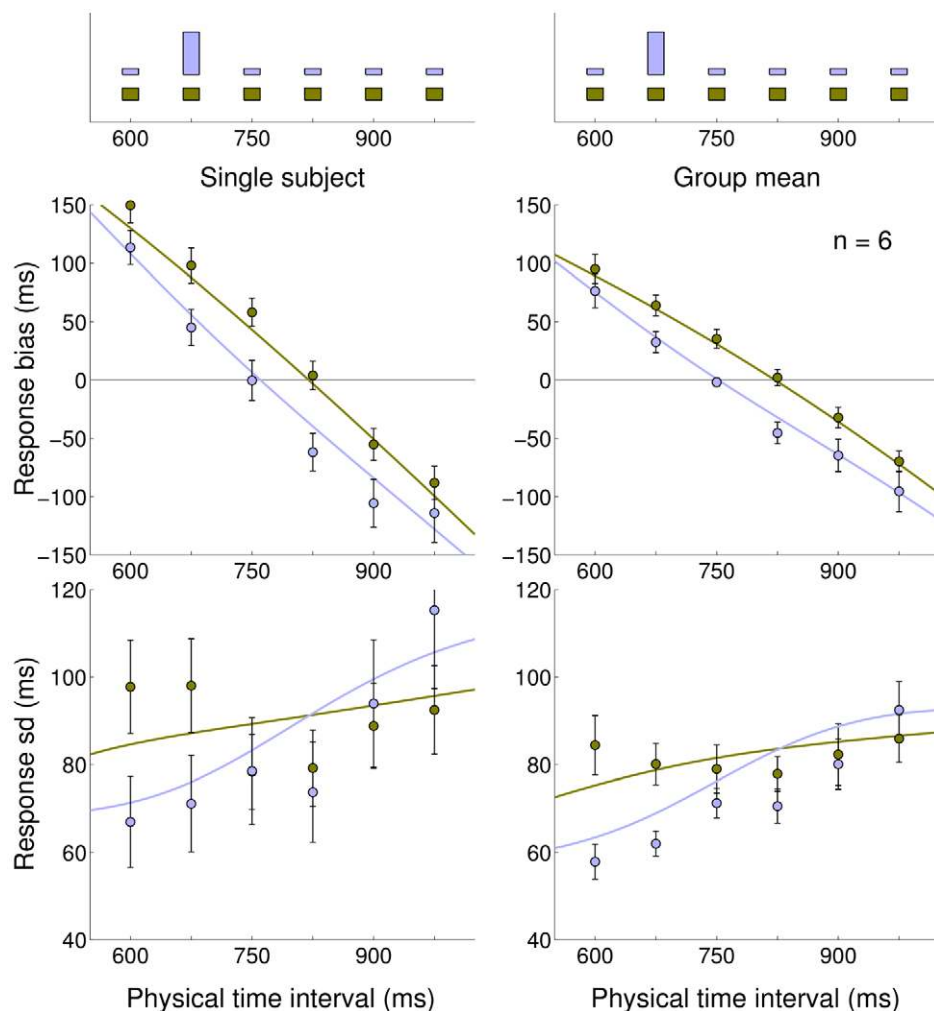 600 750 900 600 750 900
Single subject Group mean
150 150
100 n = 6 100
50 50
0 0
−50 −50
−100 −100
−150 −150
Response bias (ms)
600 750 900 600 750 900
120 120
100 100
80 80
60 60
40 40
Response sd (ms)
600 750 900 600 750 900
Physical time interval (ms) Physical time interval (ms)